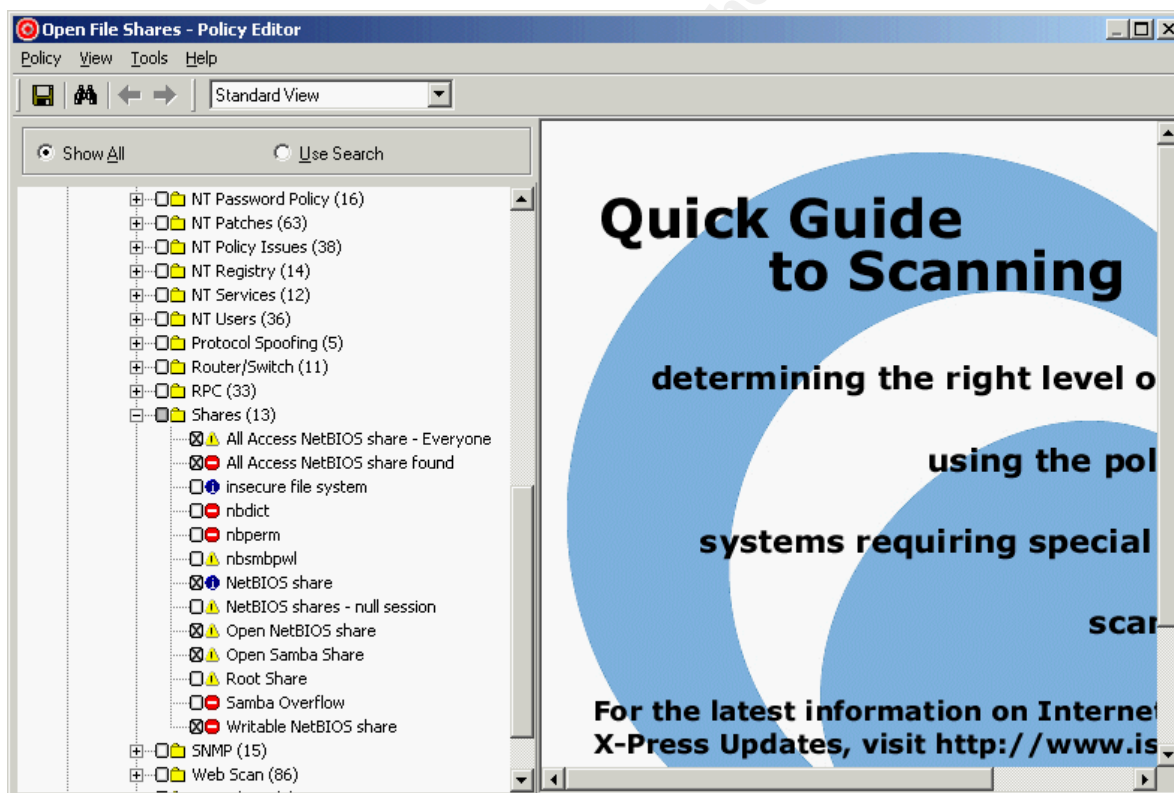 Open File Shares - Policy Editor
Policy View Tools Help
Standard View
Show All Use Search
NT Password Policy (16)
NT Patches (63)
NT Policy Issues (38)
NT Registry (14)
NT Services (12)
NT Users (36)
Protocol Spoofing (5)
Router/Switch (11)
RPC (33)
Shares (13)
All Access NetBIOS share - Everyone
All Access NetBIOS share found
insecure file system
nbdict
nbperm
nbsmbpwl
NetBIOS share
NetBIOS shares - null session
Open NetBIOS share
Open Samba Share
Root Share
Samba Overflow
Writable NetBIOS share
SNMP (15)
Web Scan (86)
Quick Guide
to Scanning
determining the right level o
using the pol
systems requiring special
scar
For the latest information on Internet
X-Press Updates, visit http://www.is